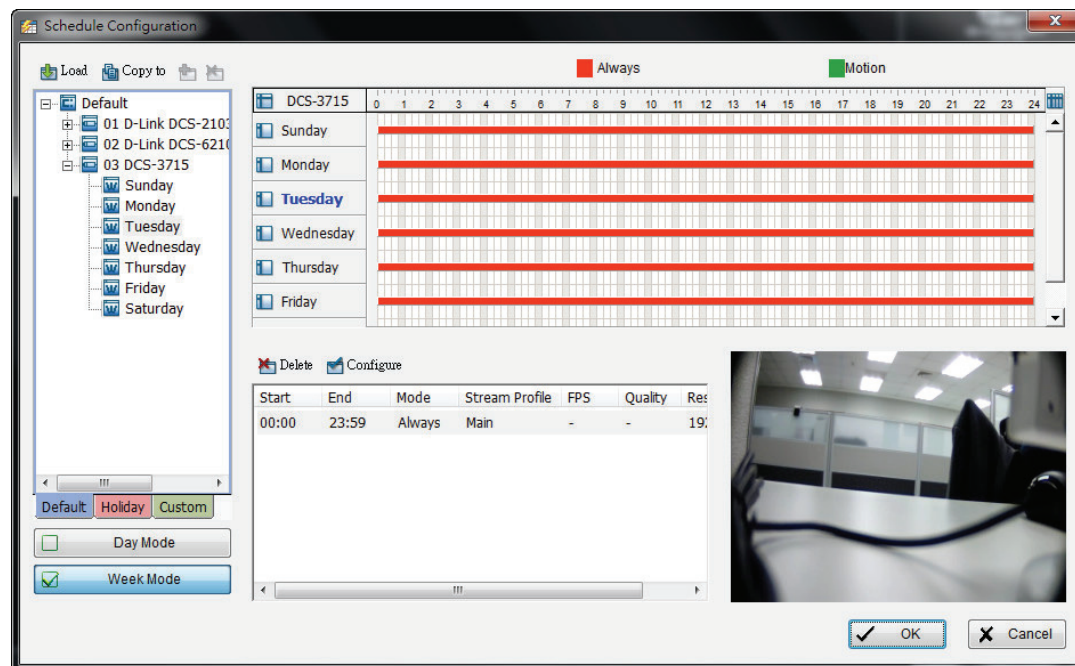 Schedule Configuration
Load Copy to
Always Motion
Default
01 D-Link DCS-2103
02 D-Link DCS-6210
03 DCS-3715
Sunday
Monday
Tuesday
Wednesday
Thursday
Friday
Saturday
DCS-3715 0 1 2 3 4 5 6 7 8 9 10 11 12 13 14 15 16 17 18 19 20 21 22 23 24
Sunday
Monday
Tuesday
Wednesday
Thursday
Friday
Default Holiday Custom
Day Mode
Week Mode
Delete Configure
Start End Mode Stream Profile FPS Quality Res
00:00 23:59 Always Main - - 192
OK Cancel